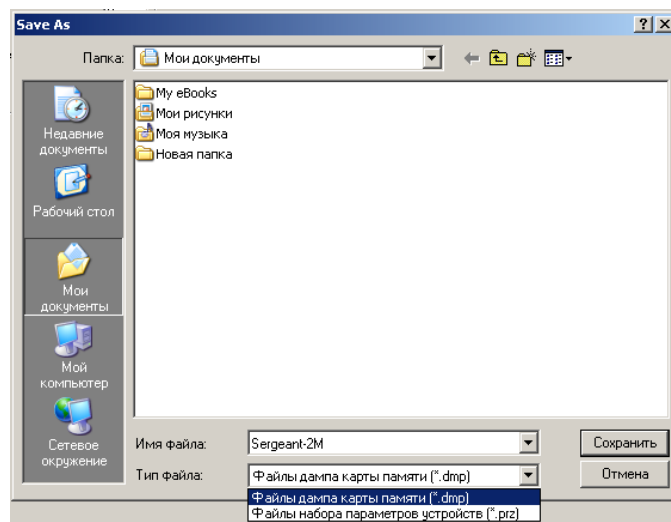 Save As
Папка:
Мои документы
My eBooks
Мои рисунки
Моя музыка
Новая папка
Недавние
документы
Рабочий стол
Мои
документы
Мой
компьютер
Сетевое
окружение
Имя файла:
Sergeant-2M
Сохранить
Тип файла:
Файлы дампа карты памяти (*.dmp)
Отмена
Файлы дампа карты памяти (*.dmp)
Файлы набора параметров устройств (*.prz)